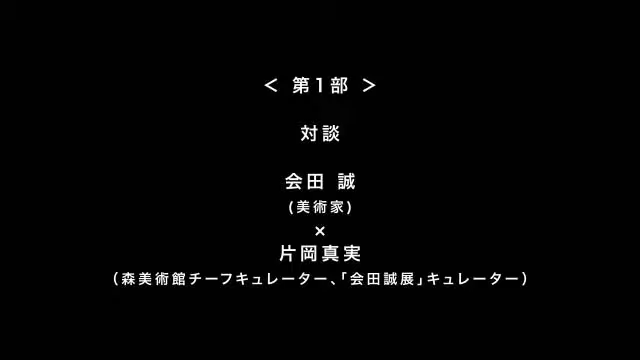 ＜ 第1部 ＞
対談
会田 誠
(美術家)
×
片岡真実
（森美術館チーフキュレーター、｢会田誠展｣キュレーター）